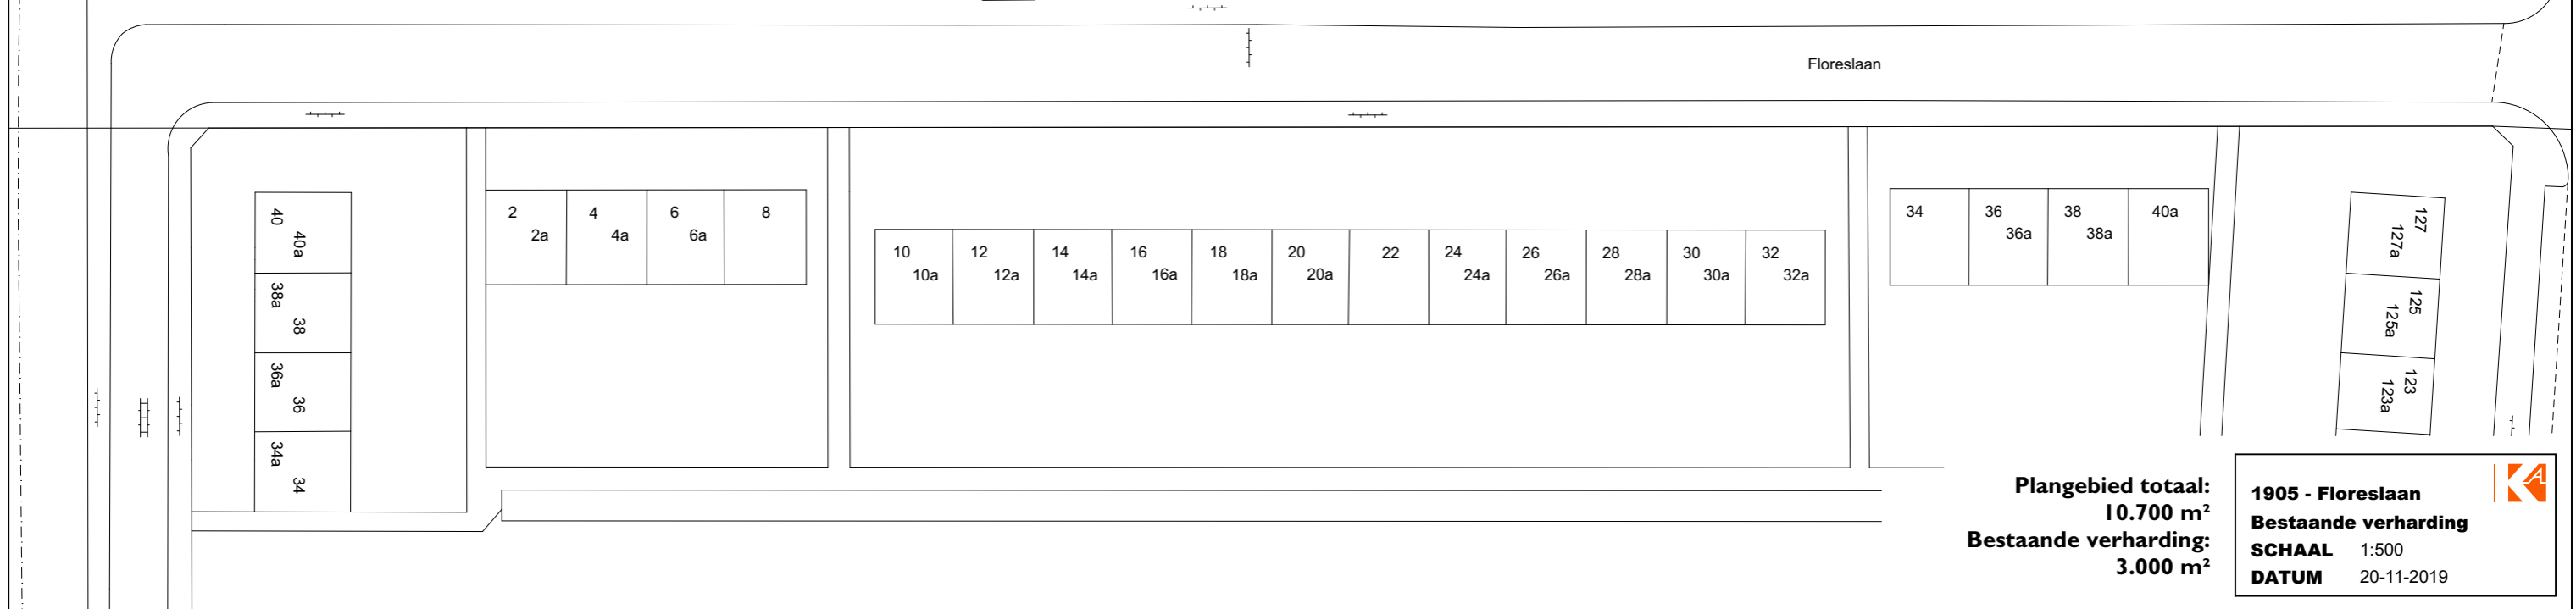 Floreslaan
40
40a
38a
38
36a
36
34a
34
2
2a
4
4a
6
6a
8
10
10a
12
12a
14
14a
16
16a
18
18a
20
20a
22
24
24a
26
26a
28
28a
30
30a
32
32a
34
36
36a
38
38a
40a
127
127a
125
125a
123
123a
Plangebied totaal:
10.700 m²
Bestaande verharding:
3.000 m²
KA
1905 - Floreslaan
Bestaande verharding
SCHAAL 1:500
DATUM 20-11-2019